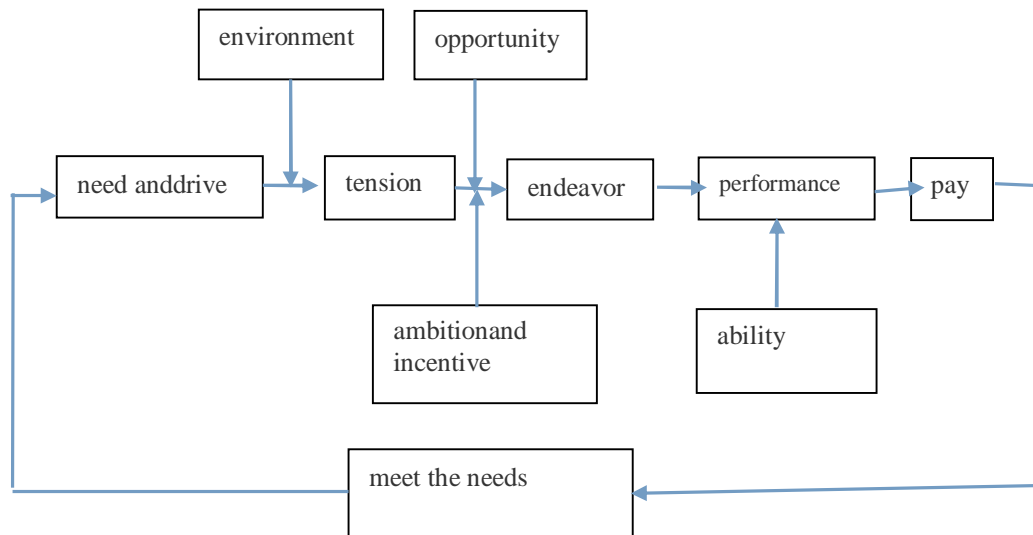 environment
opportunity
need anddrive
tension
endeavor
performance
pay
ambitionand
incentive
ability
meet the needs